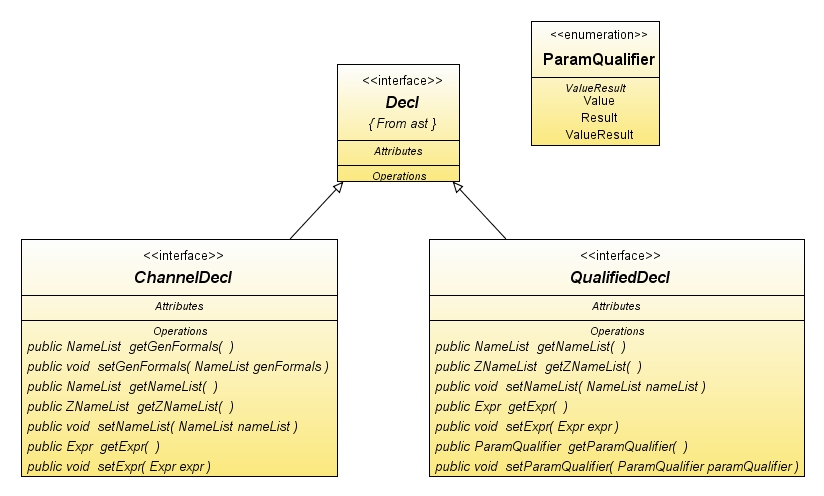 <<enumeration>>
ParamQualifier
ValueResult
Value
Result
ValueResult
<<interface>>
Decl
{ From ast }
Attributes
Operations
<<interface>>
ChannelDecl
Attributes
Operations
public NameList getGenFormals( )
public void setGenFormals( NameList genFormals )
public NameList getNameList( )
public ZNameList getZNameList( )
public void setNameList( NameList nameList )
public Expr getExpr( )
public void setExpr( Expr expr )
<<interface>>
QualifiedDecl
Attributes
Operations
public NameList getNameList( )
public ZNameList getZNameList( )
public void setNameList( NameList nameList )
public Expr getExpr( )
public void setExpr( Expr expr )
public ParamQualifier getParamQualifier( )
public void setParamQualifier( ParamQualifier paramQualifier )